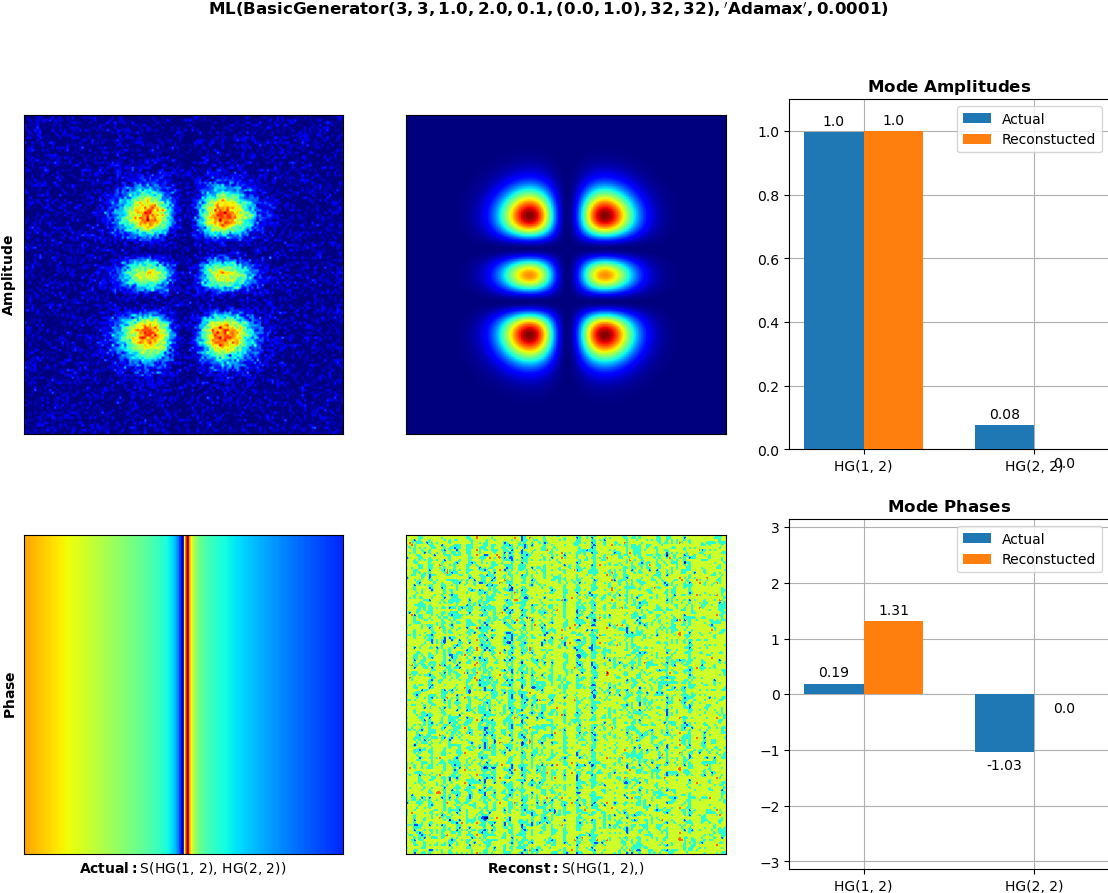 ML(BasicGenerator(3, 3, 1.0, 2.0, 0.1, (0.0, 1.0), 32, 32), ′Adamax′, 0.0001)
Amplitude
Mode Amplitudes
1.0
1.0
Actual
Reconstucted
1.0
0.8
0.6
0.4
0.2
0.0
0.08
0.0
HG(1, 2)
HG(2, 2)
Phase
Actual: S(HG(1, 2), HG(2, 2))
Reconst: S(HG(1, 2),)
Mode Phases
Actual
Reconstucted
3
2
1
0
−1
−2
−3
0.19
1.31
-1.03
0.0
HG(1, 2)
HG(2, 2)